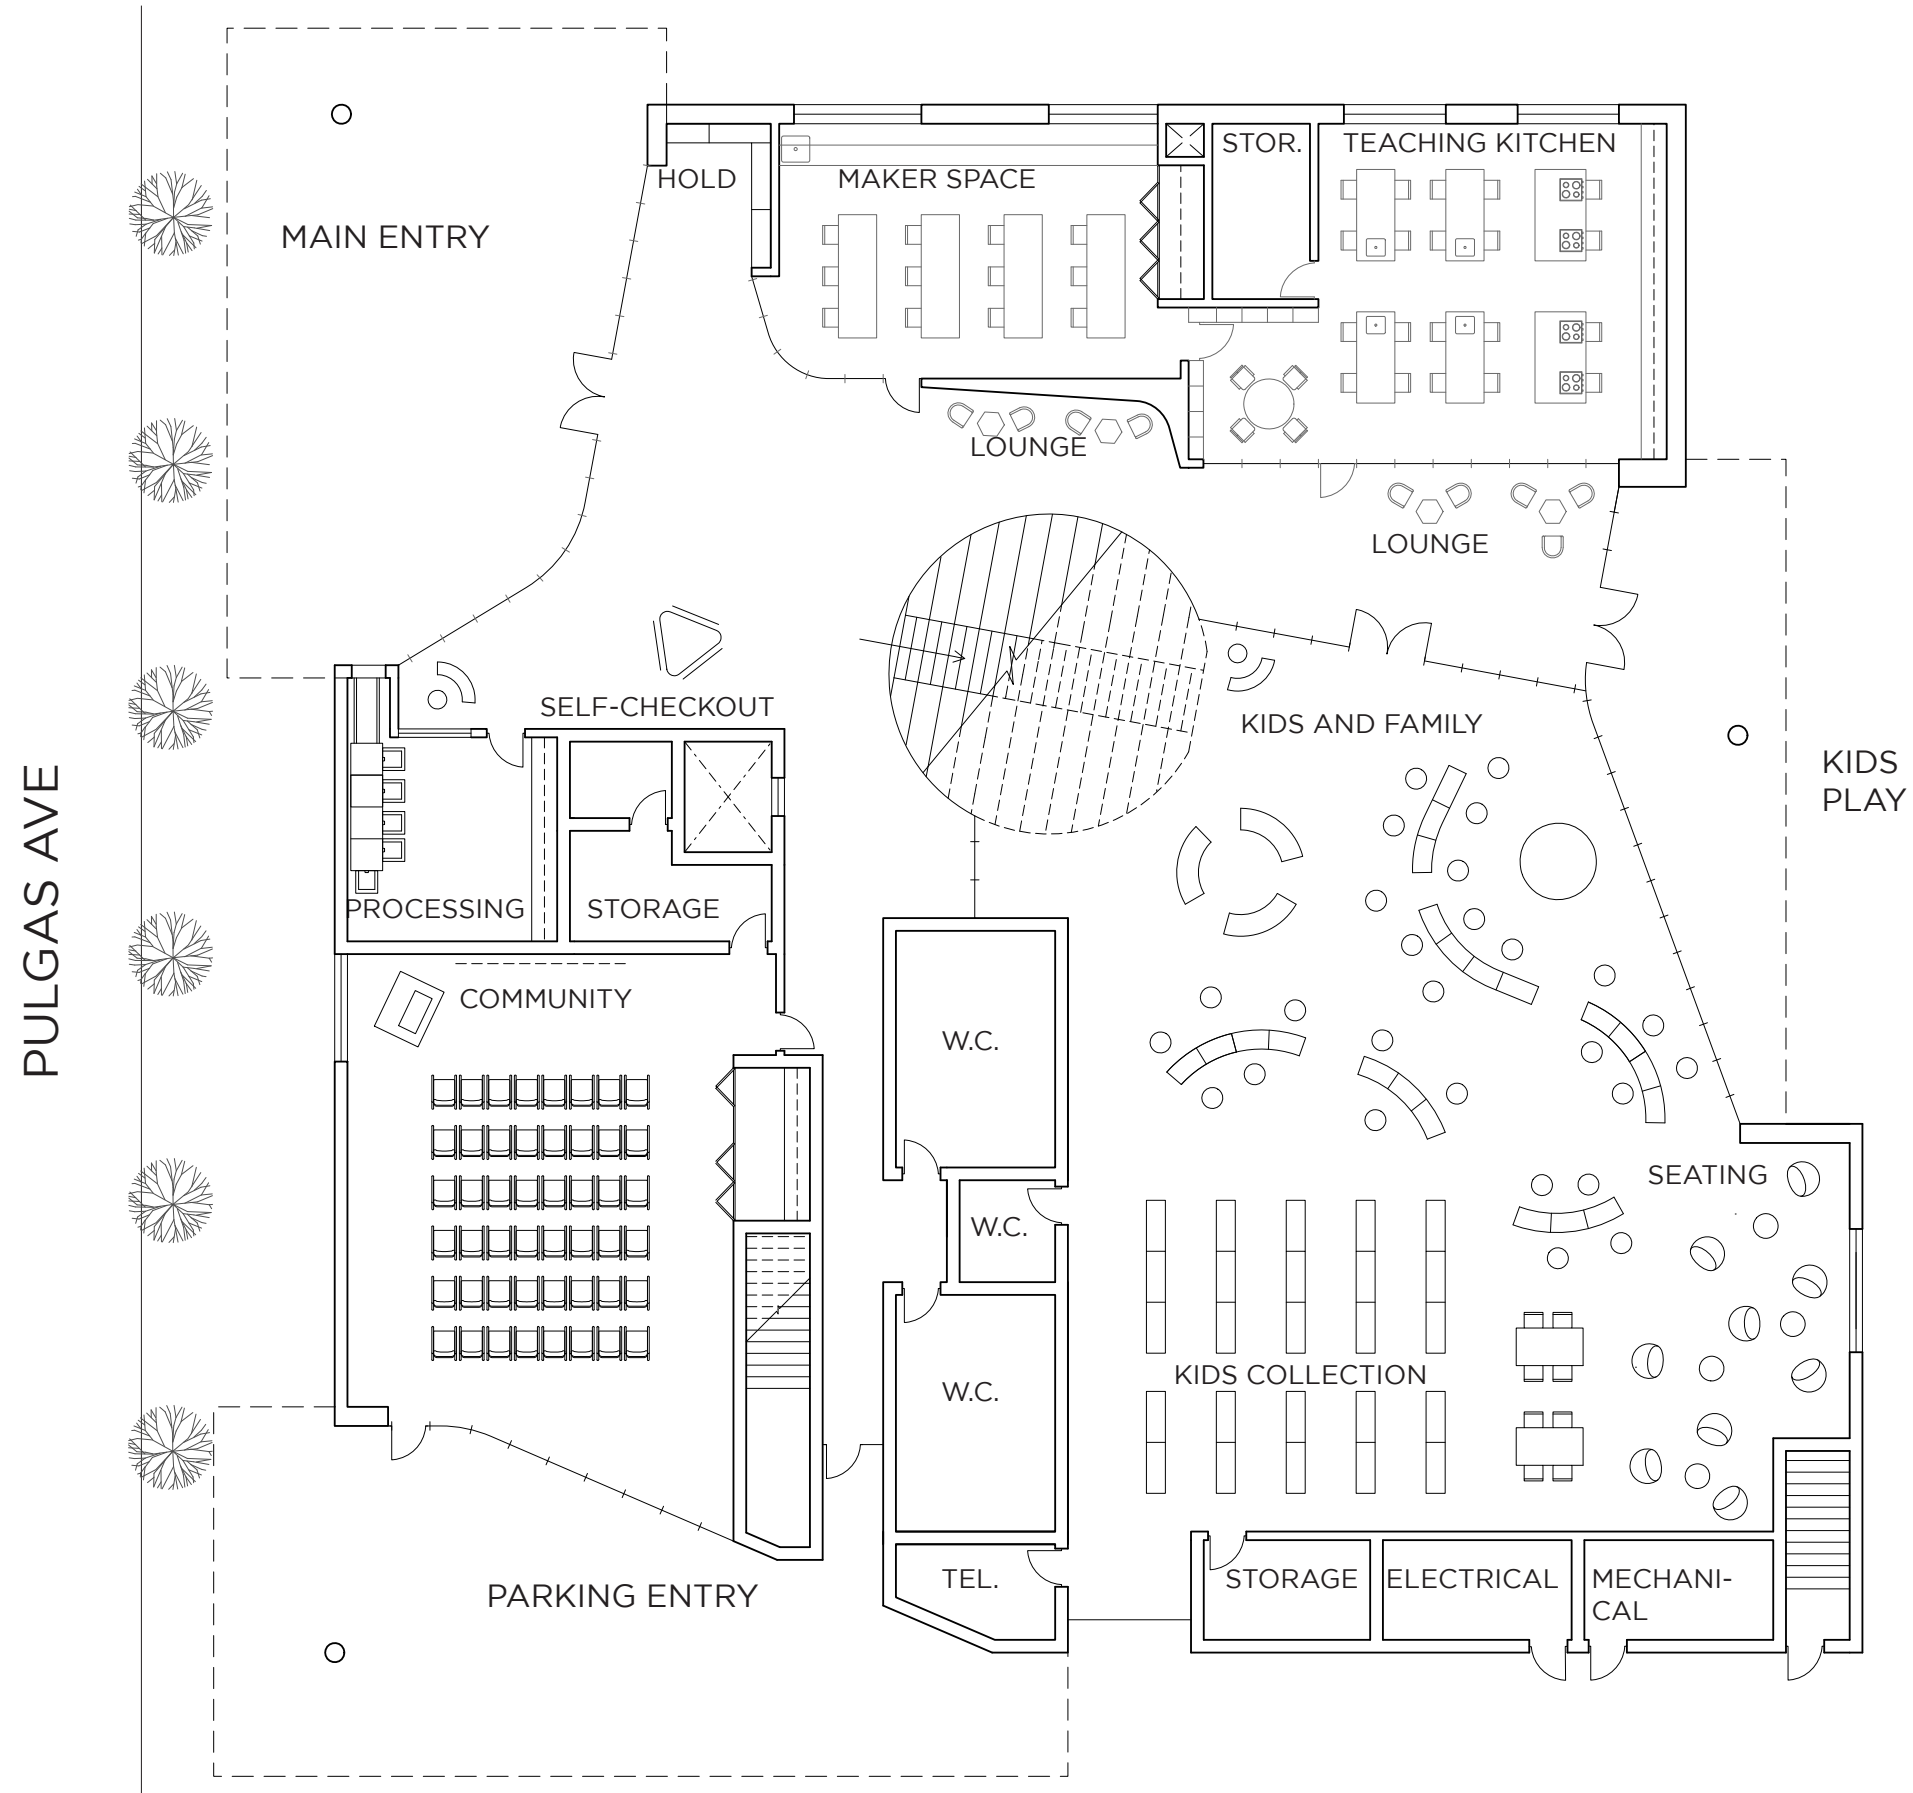 STOR.
TEACHING KITCHEN
HOLD
MAKER SPACE
MAIN ENTRY
LOUNGE
LOUNGE
SELF-CHECKOUT
KIDS AND FAMILY
KIDS
PLAY
PULGAS AVE
PROCESSING
STORAGE
COMMUNITY
W.C.
SEATING
W.C.
KIDS COLLECTION
W.C.
PARKING ENTRY
TEL.
STORAGE
ELECTRICAL
MECHANI-
CAL